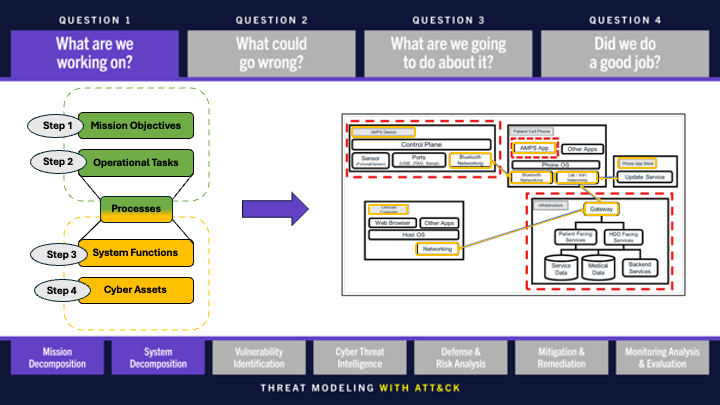 QUESTION 1
QUESTION 2
QUESTION 3
QUESTION 4
What are we
working on?
What could
go wrong?
What are we going
to do about it?
Did we do
a good job?
Step 1
Mission Objectives
Step 2
Operational Tasks
Processes
Step 3
System Functions
Step 4
Cyber Assets
AMPS Device
Control Plane
Sensor
Ports
(USB, JTAG, Serial)
Bluetooth
Networking
Patient Cell Phone
AMPS App
Other Apps
Phone OS
Bluetooth
Networking
Cell / WiFi
Networking
Phone App Store
Update Service
Web Browser
Other Apps
Host OS
Networking
Infrastructure
Gateway
Patient Facing
Services
HDO Facing
Services
Service
Data
Medical
Data
Backend
Services
Mission
Decomposition
System
Decomposition
Vulnerability
Identification
Cyber Threat
Intelligence
Defense &
Risk Analysis
Mitigation &
Remediation
Monitoring Analysis
& Evaluation
THREAT MODELING WITH ATT&CK